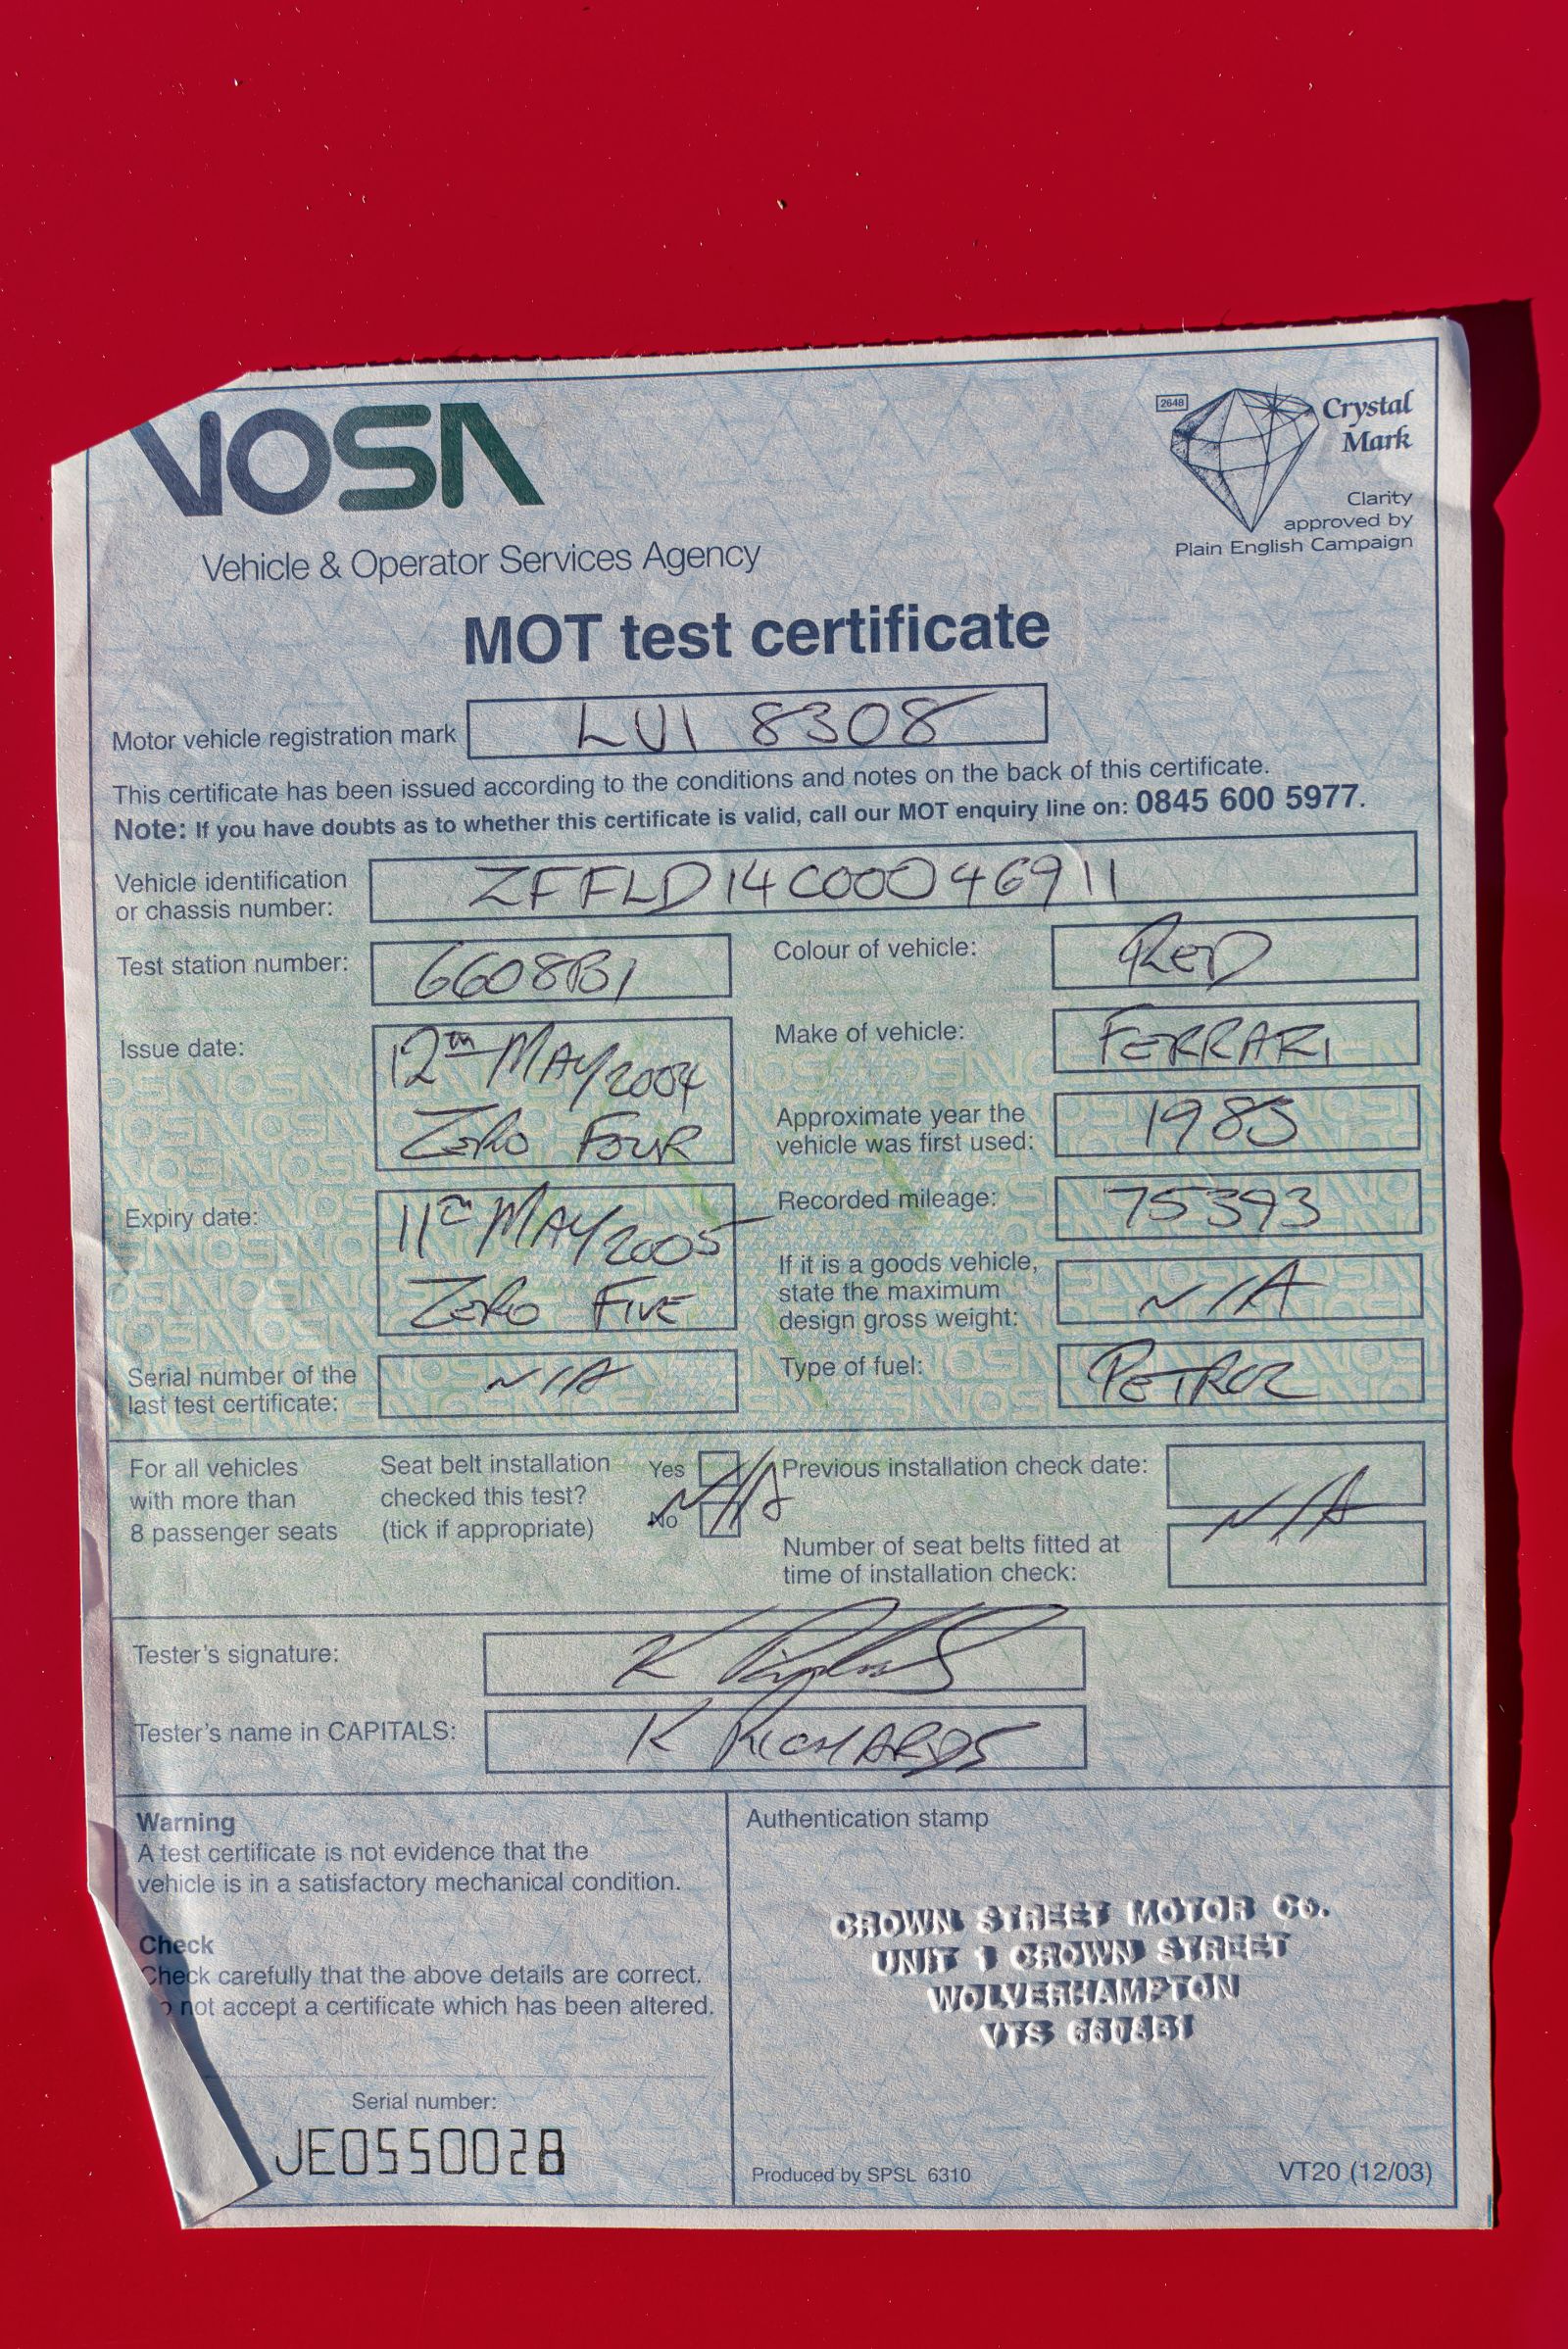 VOSA
Vehicle & Operator Services Agency
2648
Crystal
Mark
Clarity
approved by
Plain English Campaign
MOT test certificate
Motor vehicle registration mark LUI 8308
This certificate has been issued according to the conditions and notes on the back of this certificate.
Note: If you have doubts as to whether this certificate is valid, call our MOT enquiry line on: 0845 600 5977.
Vehicle identification
or chassis number:
ZFFLD14C000046911
Test station number: 6608B1
Colour of vehicle: RED
Issue date:
12th MAY 2004
ZERO FOUR
Make of vehicle: FERRARI
Approximate year the
vehicle was first used:
1985
Expiry date:
11th MAY 2005
ZERO FIVE
Recorded mileage: 75393
If it is a goods vehicle,
state the maximum
design gross weight:
N/A
Serial number of the
last test certificate:
N/A
Type of fuel: PETROL
For all vehicles
with more than
8 passenger seats
Seat belt installation
checked this test?
(tick if appropriate)
Yes
No
N/A
Previous installation check date:
N/A
Number of seat belts fitted at
time of installation check:
Tester's signature: K Richards
Tester's name in CAPITALS: K RICHARDS
Warning
A test certificate is not evidence that the
vehicle is in a satisfactory mechanical condition.
Check
Check carefully that the above details are correct.
not accept a certificate which has been altered.
Serial number:
JE0550028
Authentication stamp
CROWN STREET MOTOR Co.
UNIT 1 CROWN STREET
WOLVERHAMPTON
VTS 6608B1
Produced by SPSL 6310
VT20 (12/03)